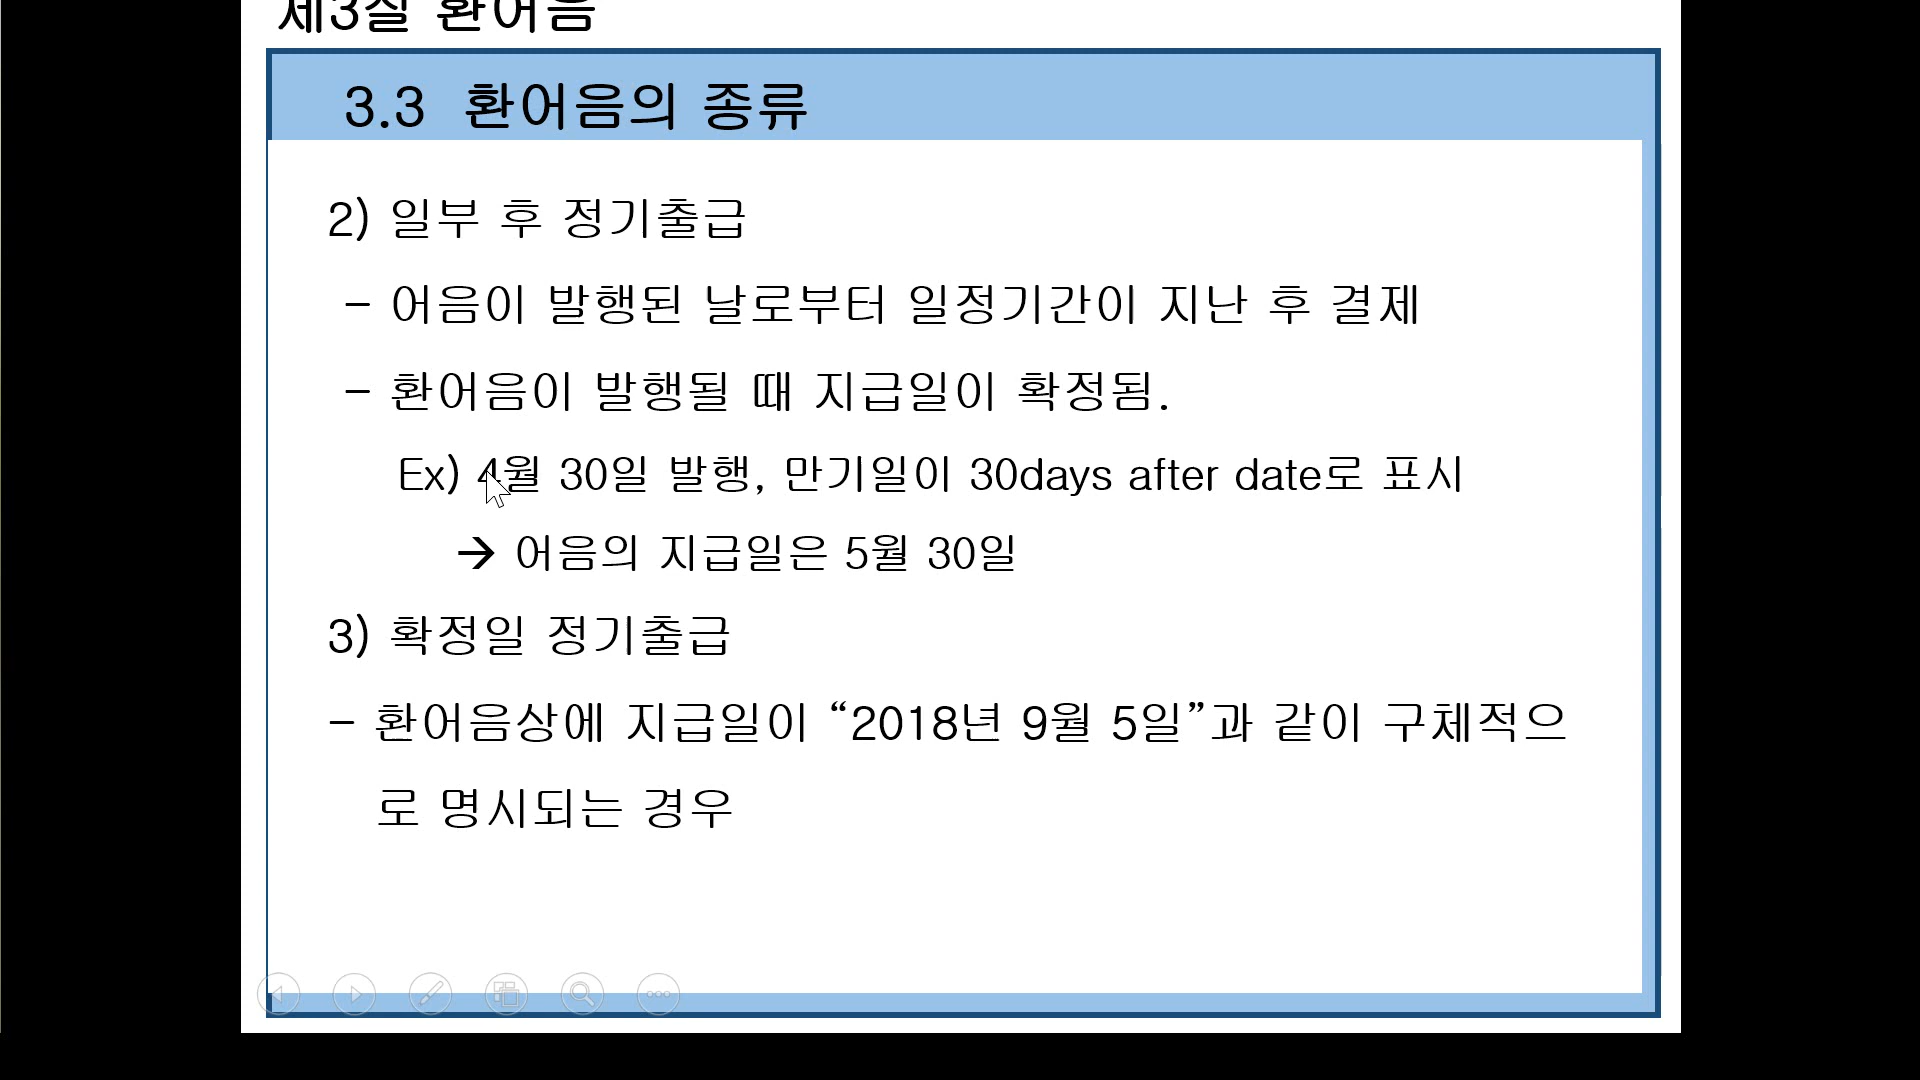 제3절 환어음
3.3 환어음의 종류
2) 일부 후 정기출급
- 어음이 발행된 날로부터 일정기간이 지난 후 결제
- 환어음이 발행될 때 지급일이 확정됨.
Ex) 4월 30일 발행, 만기일이 30days after date로 표시
→ 어음의 지급일은 5월 30일
3) 확정일 정기출급
- 환어음상에 지급일이 “2018년 9월 5일”과 같이 구체적으
로 명시되는 경우